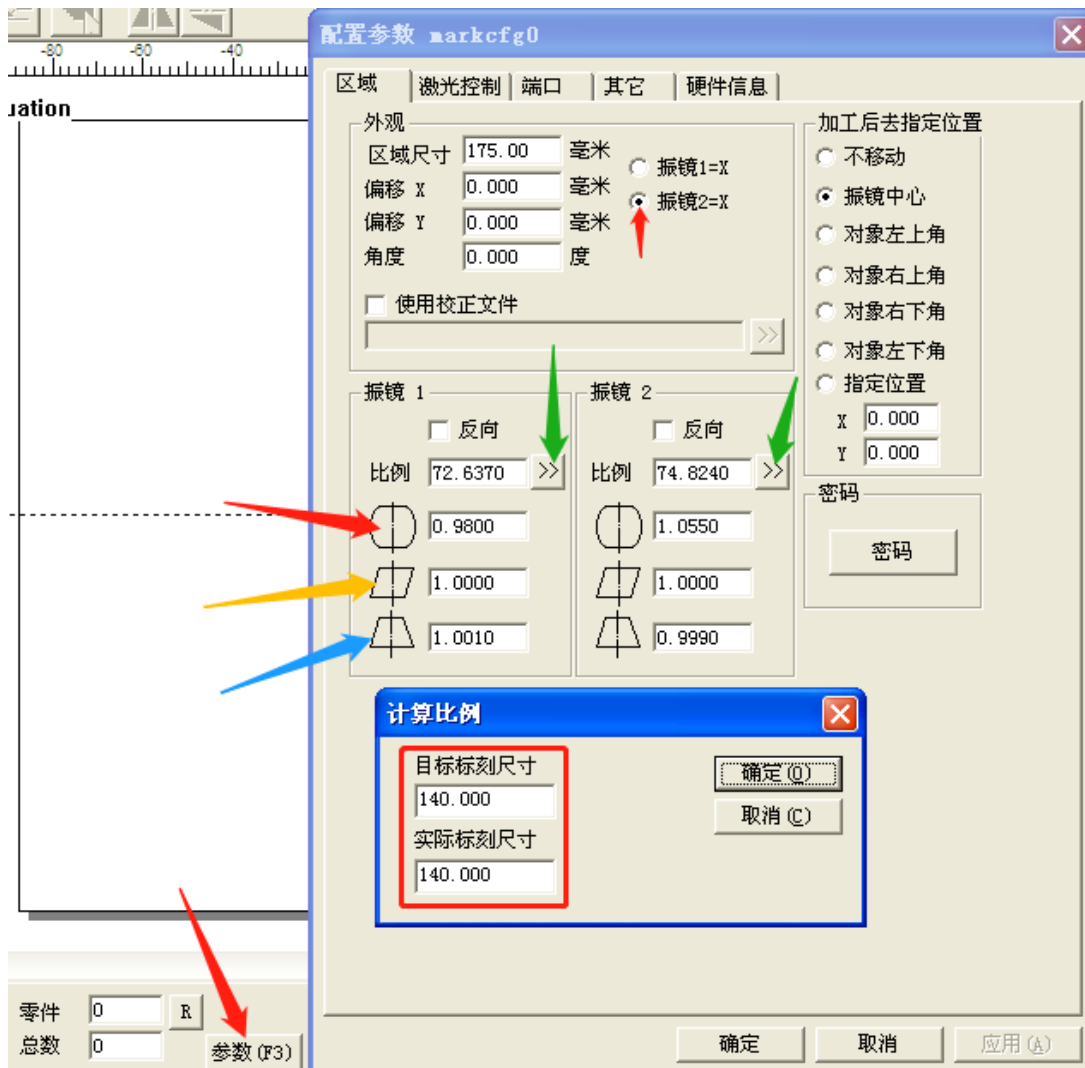 配置参数 markcfg0
-80 -60 -40
uation
区域 激光控制 端口 其它 硬件信息
外观
区域尺寸 175.00 毫米
偏移 X 0.000 毫米
偏移 Y 0.000 毫米
角度 0.000 度
振镜1=X
振镜2=X
使用校正文件
>>
加工后去指定位置
不移动
振镜中心
对象左上角
对象右上角
对象右下角
对象左下角
指定位置
X 0.000
Y 0.000
振镜 1
反向
比例 72.6370 >>
0.9800
1.0000
1.0010
振镜 2
反向
比例 74.8240 >>
1.0550
1.0000
0.9990
密码
密码
计算比例
目标标刻尺寸
140.000
实际标刻尺寸
140.000
确定(O)
取消(C)
零件 0 R
总数 0 参数(F3)
确定 取消 应用(A)